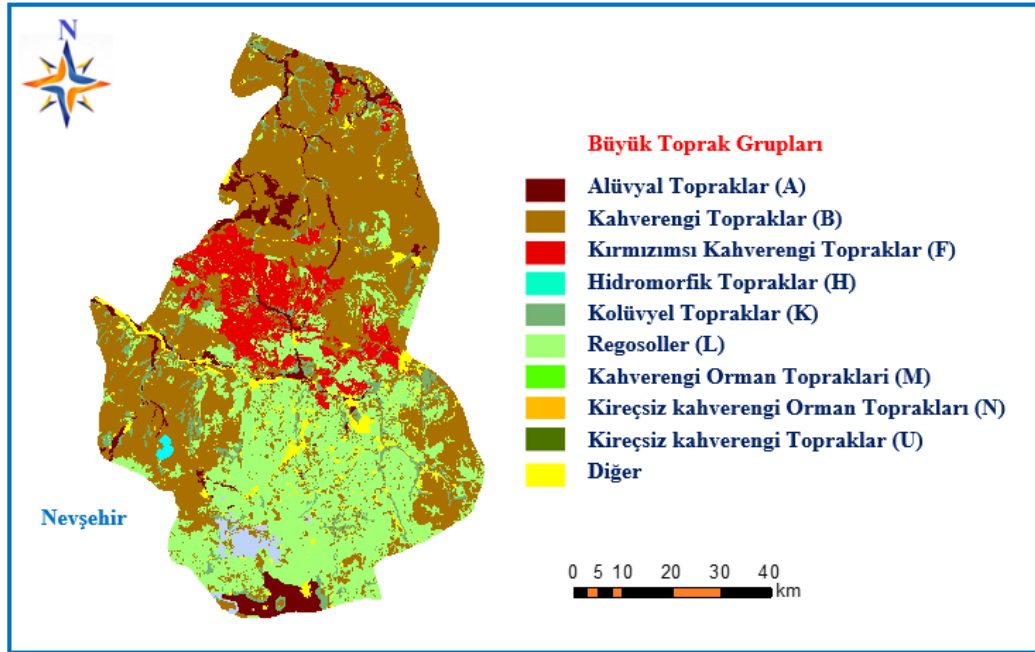 N
Büyük Toprak Grupları
Alüvyal Topraklar (A)
Kahverengi Topraklar (B)
Kırmızımsı Kahverengi Topraklar (F)
Hidromorfik Topraklar (H)
Kolüvyel Topraklar (K)
Regosoller (L)
Kahverengi Orman Topraklari (M)
Kireçsiz kahverengi Orman Toprakları (N)
Kireçsiz kahverengi Topraklar (U)
Diğer
Nevşehir
0 5 10 20 30 40
km